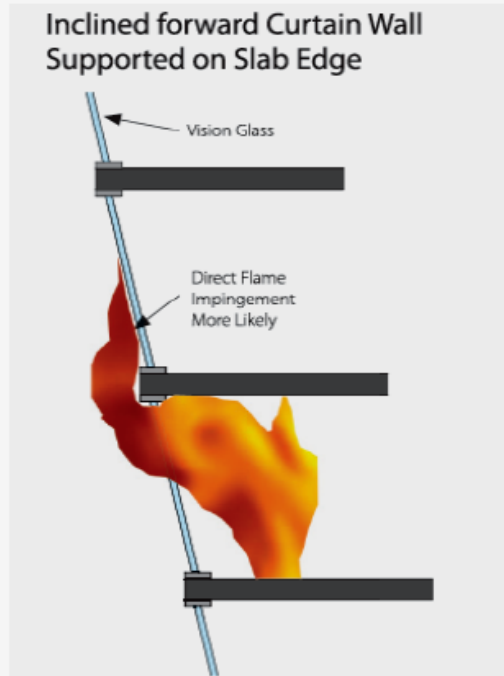 Inclined forward Curtain Wall
Supported on Slab Edge
Vision Glass
Direct Flame
Impingement
More Likely